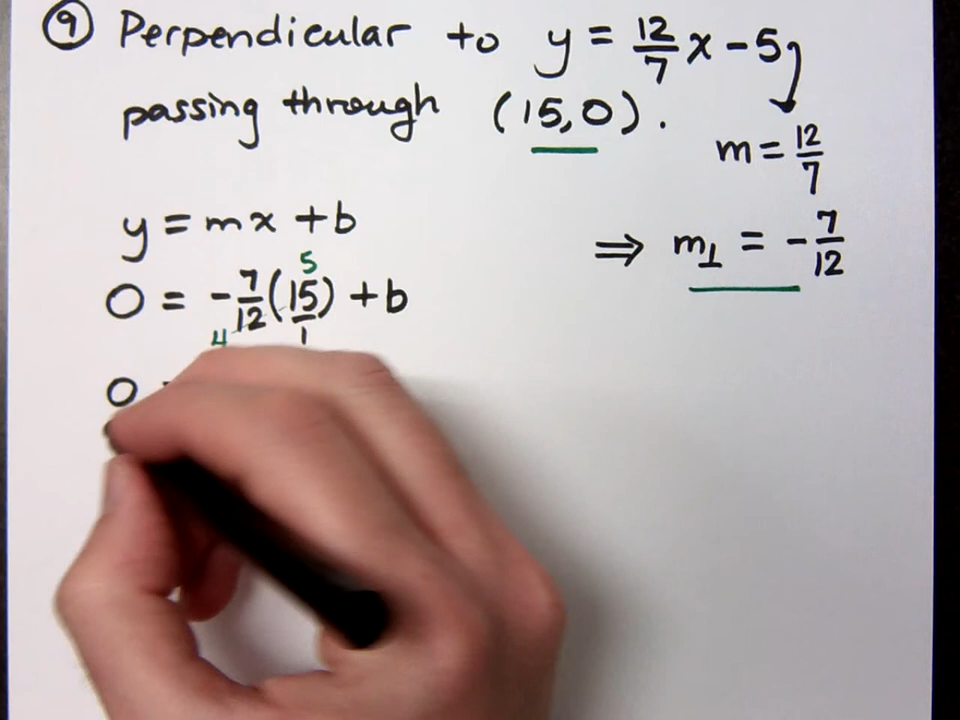 ⑨ Perpendicular to y = 12/7 x - 5
passing through (15,0).
m = 12/7
y = mx + b
⇒ m⊥ = - 7/12
5
0 = - 7/12 (15/1) + b
4
0